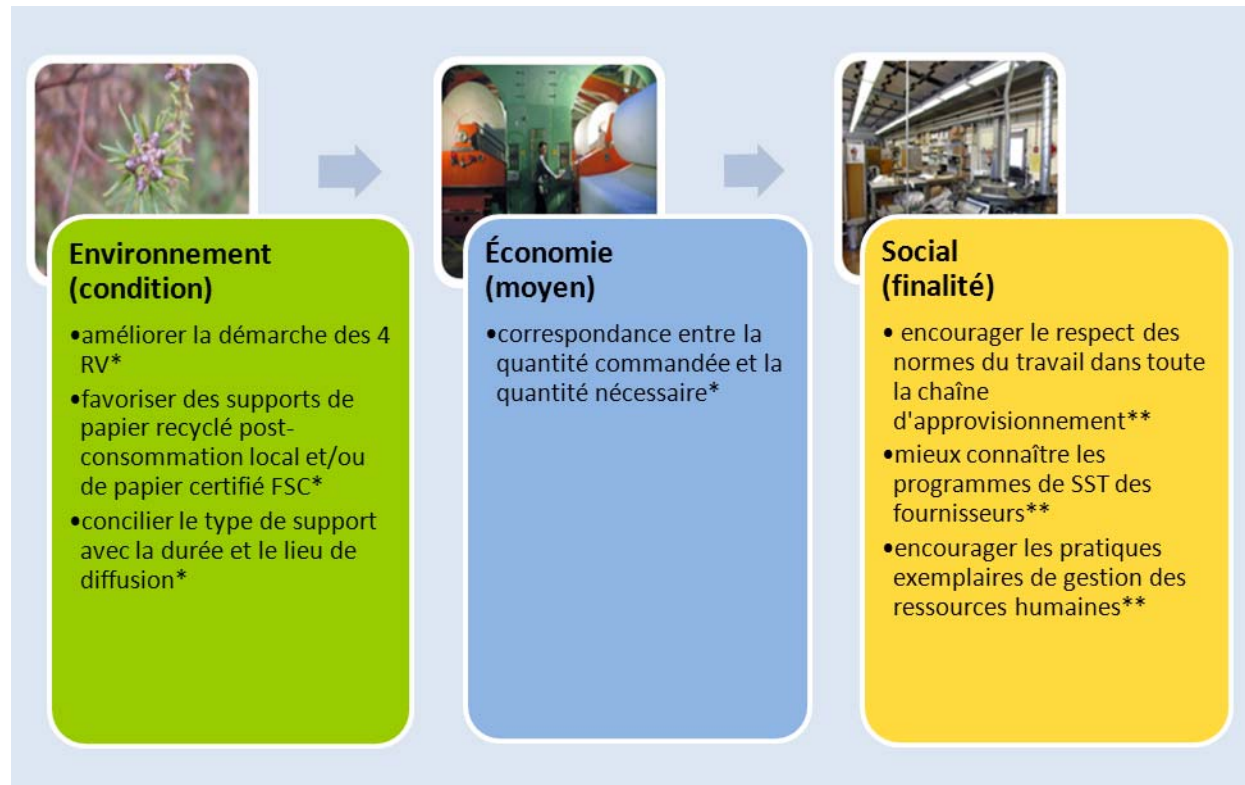 Environnement
(condition)
•améliorer la démarche des 4
RV*
•favoriser des supports de
papier recyclé post-
consommation local et/ou
de papier certifié FSC*
•concilier le type de support
avec la durée et le lieu de
diffusion*
Économie
(moyen)
•correspondance entre la
quantité commandée et la
quantité nécessaire*
Social
(finalité)
• encourager le respect des
normes du travail dans toute
la chaîne
d'approvisionnement**
•mieux connaître les
programmes de SST des
fournisseurs**
•encourager les pratiques
exemplaires de gestion des
ressources humaines**